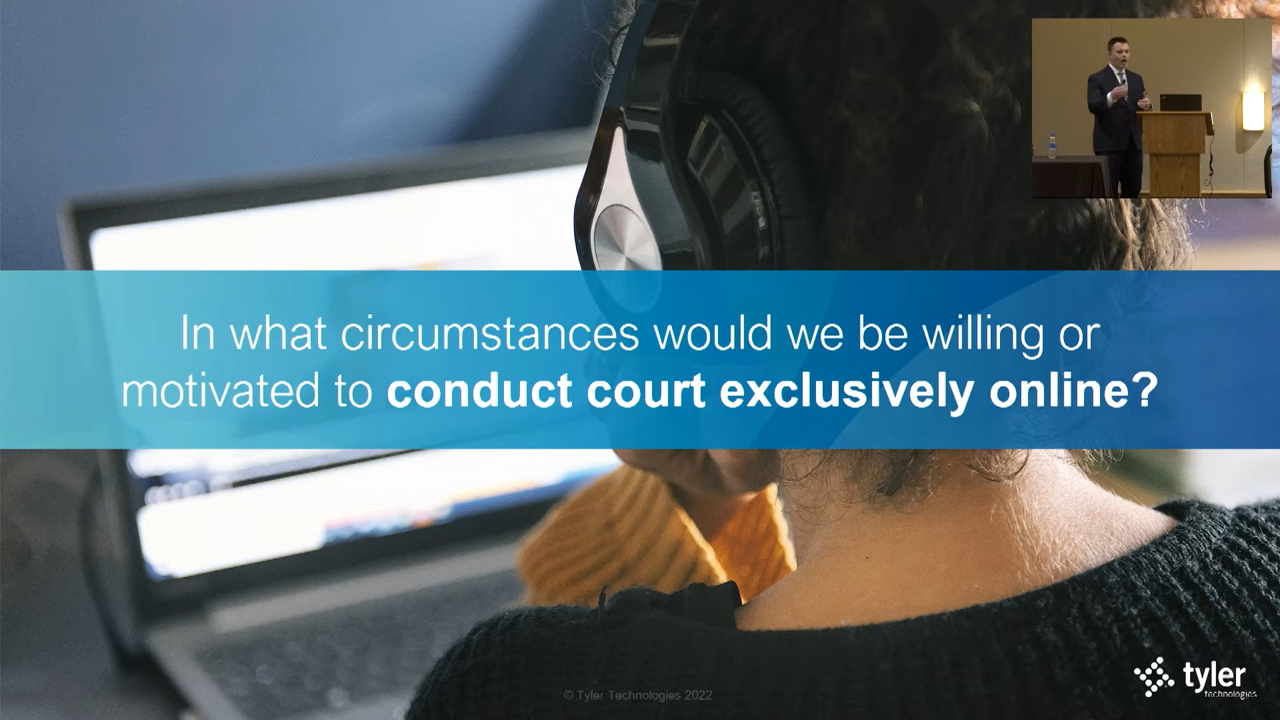 In what circumstances would we be willing or
motivated to conduct court exclusively online?
© Tyler Technologies 2022
tyler
technologies